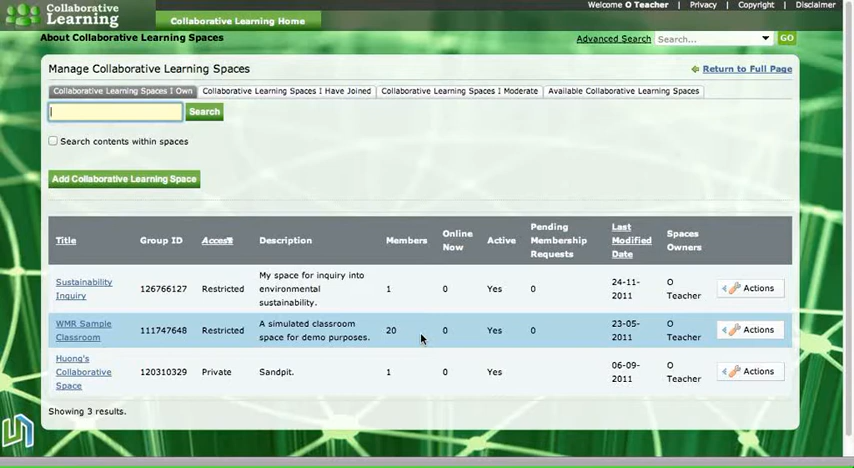 Welcome O Teacher | Privacy | Copyright | Disclaimer
Collaborative
Learning
Collaborative Learning Home
About Collaborative Learning Spaces
Advanced Search
Search...
GO
Manage Collaborative Learning Spaces
Return to Full Page
Collaborative Learning Spaces I Own
Collaborative Learning Spaces I Have Joined
Collaborative Learning Spaces I Moderate
Available Collaborative Learning Spaces
Search
Search contents within spaces
Add Collaborative Learning Space
Title
Group ID
Access
Description
Members
Online
Now
Active
Pending
Membership
Requests
Last
Modified
Date
Spaces
Owners
Sustainability
Inquiry
126766127
Restricted
My space for inquiry into
environmental
sustainability.
1
0
Yes
0
24-11-
2011
O
Teacher
Actions
WMR Sample
Classroom
111747648
Restricted
A simulated classroom
space for demo purposes.
20
0
Yes
0
23-05-
2011
O
Teacher
Actions
Huong's
Collaborative
Space
120310329
Private
Sandpit.
1
0
Yes
06-09-
2011
O
Teacher
Actions
Showing 3 results.